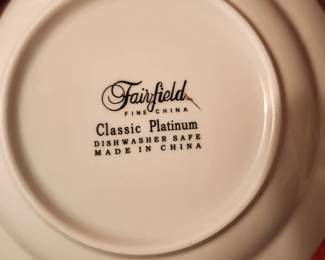 Fairfield
FINE CHINA
Classic Platinum
DISHWASHER SAFE
MADE IN CHINA